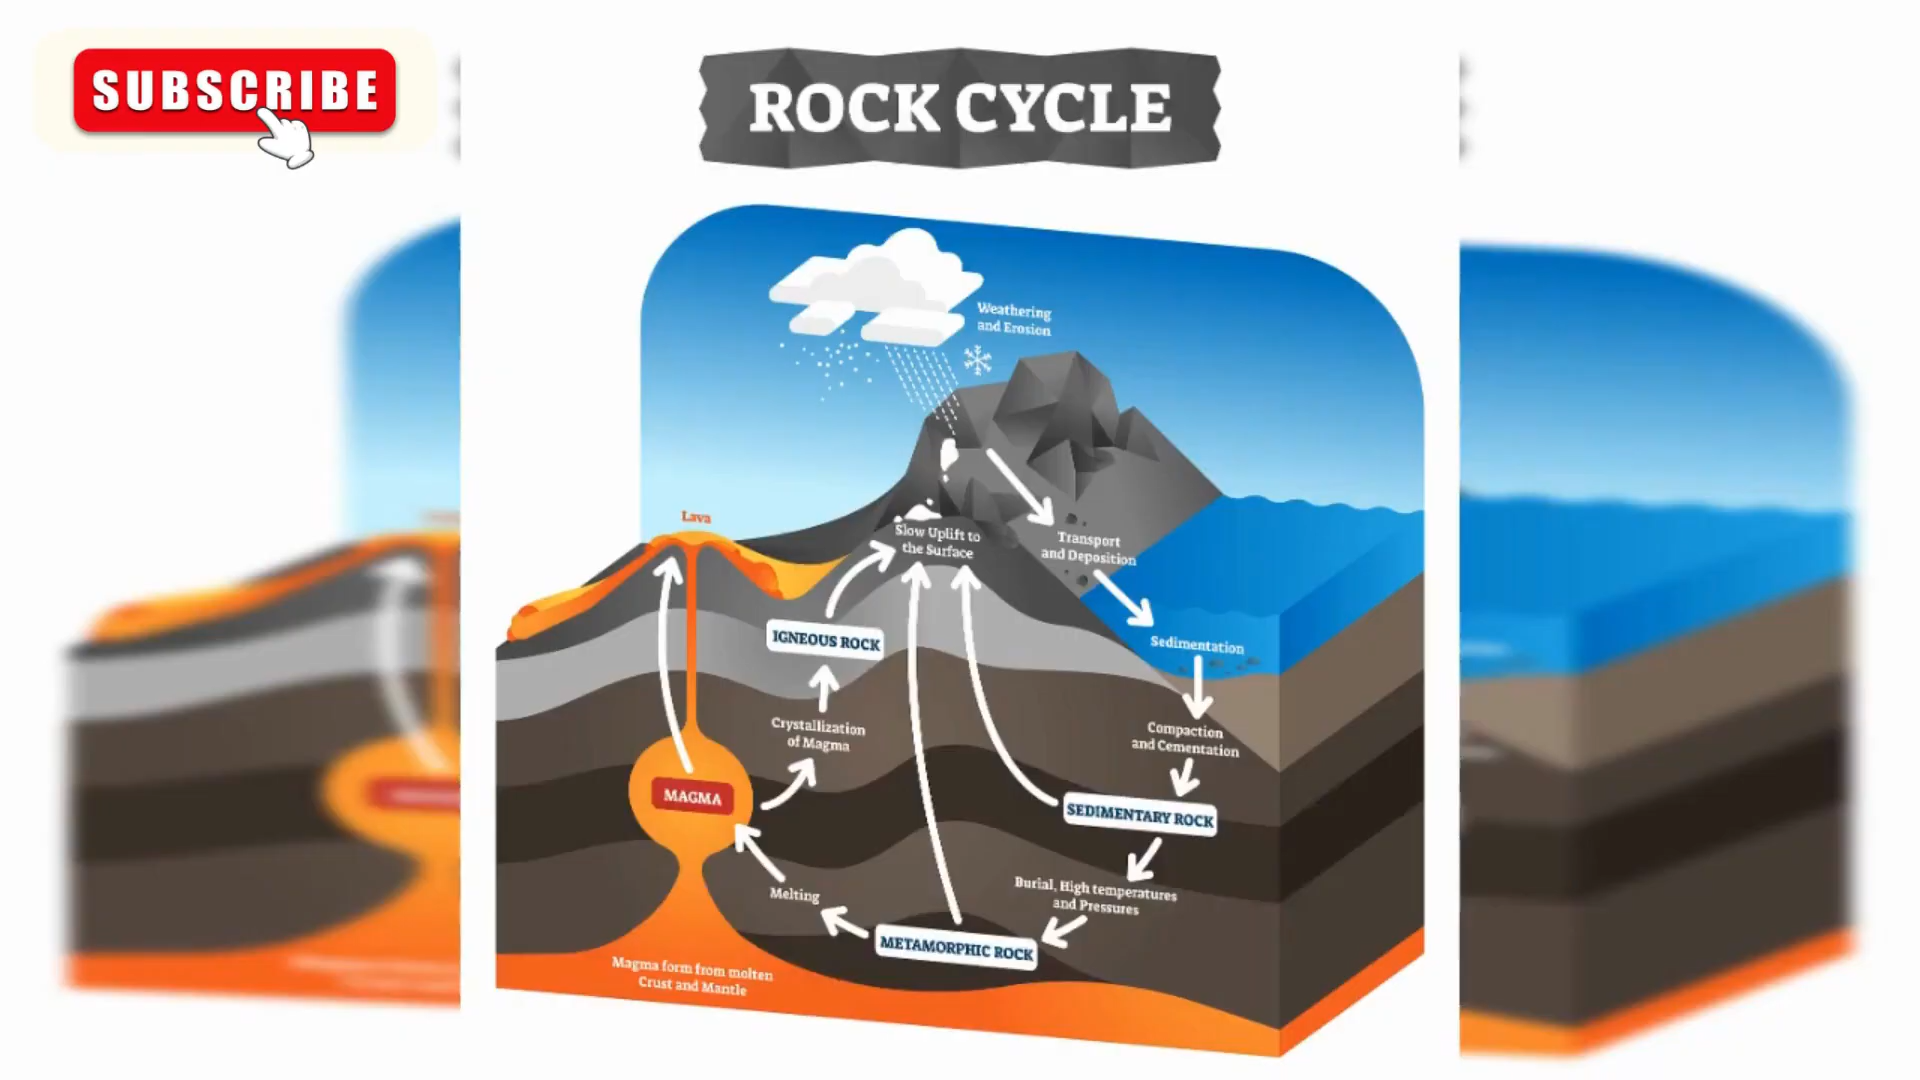 SUBSCRIBE
ROCK CYCLE
Weathering
and Erosion
Lava
Slow Uplift to
the Surface
Transport
and Deposition
IGNEOUS ROCK
Sedimentation
Crystallization
of Magma
Compaction
and Cementation
MAGMA
SEDIMENTARY ROCK
Melting
Burial, High temperatures
and Pressures
METAMORPHIC ROCK
Magma form from molten
Crust and Mantle